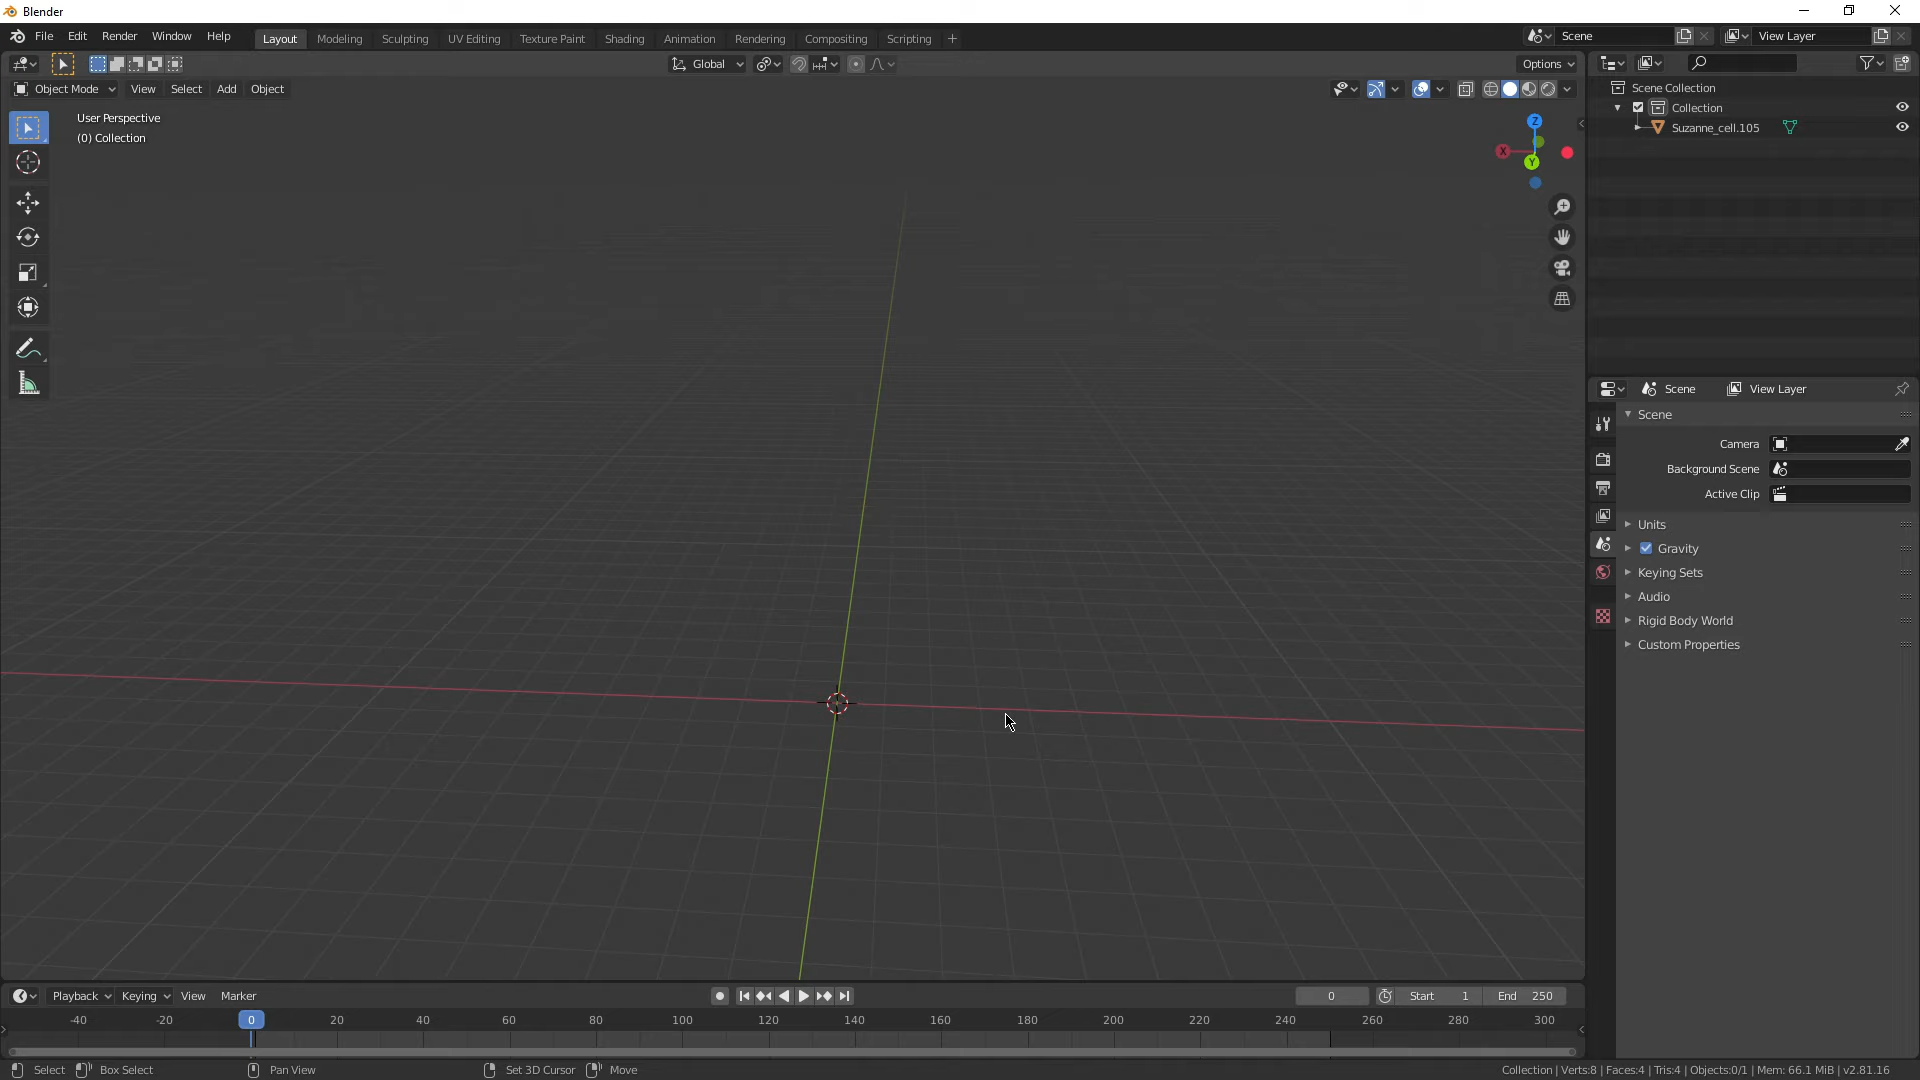 Blender
File Edit Render Window Help
Layout Modeling Sculpting UV Editing Texture Paint Shading Animation Rendering Compositing Scripting +
Scene
View Layer
Global
Options
Object Mode View Select Add Object
User Perspective
(0) Collection
Z
X
Y
Scene Collection
Collection
Suzanne_cell.105
Scene View Layer
Scene
Camera
Background Scene
Active Clip
Units
Gravity
Keying Sets
Audio
Rigid Body World
Custom Properties
Playback Keying View Marker
0 Start 1 End 250
-40 -20 0 20 40 60 80 100 120 140 160 180 200 220 240 260 280 300
Select Box Select Pan View Set 3D Cursor Move
Collection | Verts:8 | Faces:4 | Tris:4 | Objects:0/1 | Mem: 66.1 MiB | v2.81.16